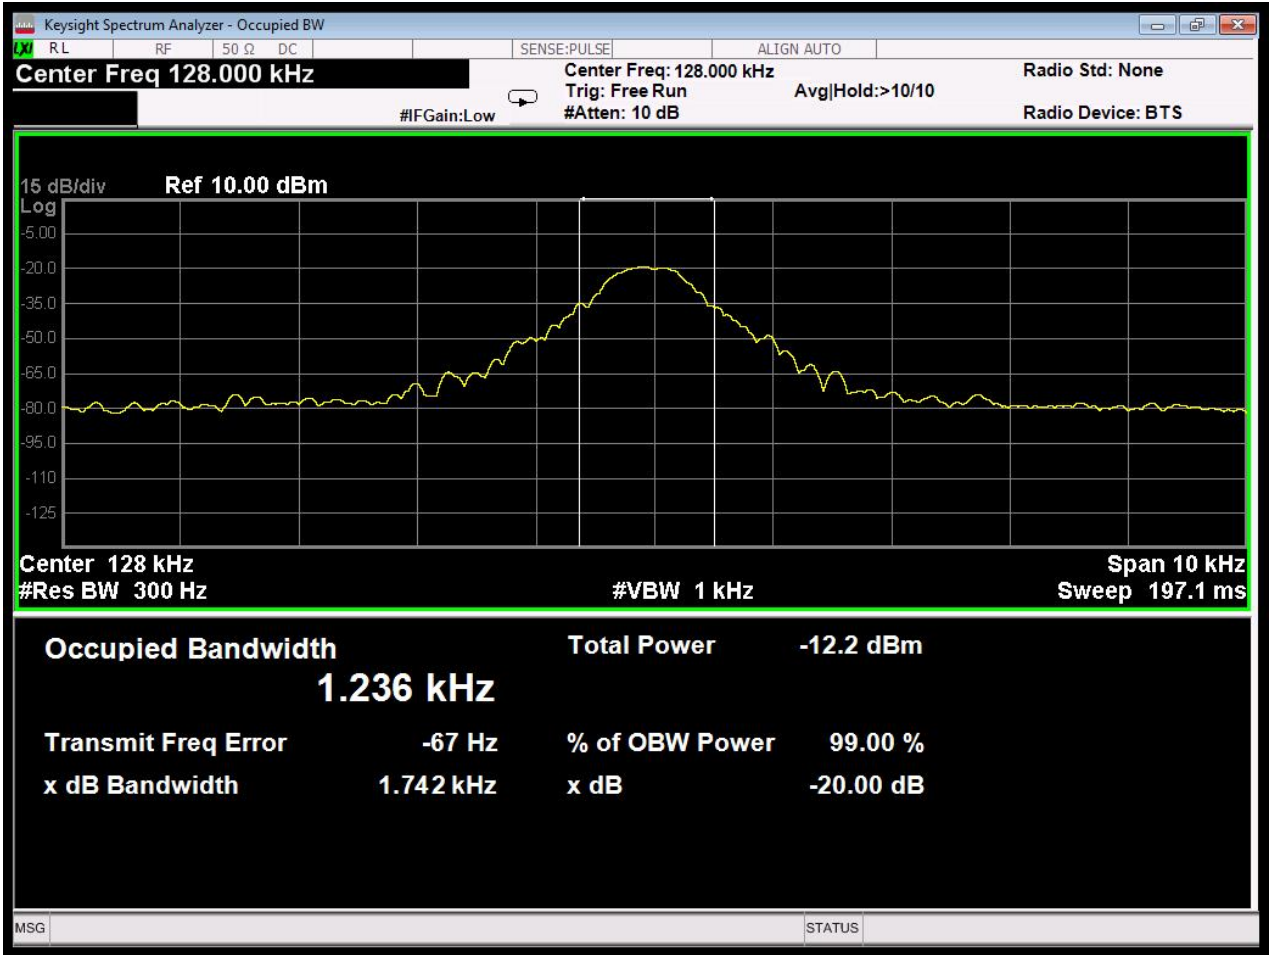 Keysight Spectrum Analyzer - Occupied BW
LXI RL RF 50 Ω DC SENSE:PULSE ALIGN AUTO
Center Freq 128.000 kHz
Center Freq: 128.000 kHz Radio Std: None
Trig: Free Run Avg|Hold:>10/10
#IFGain:Low #Atten: 10 dB Radio Device: BTS
15 dB/div Ref 10.00 dBm
Log
-5.00
-20.0
-35.0
-50.0
-65.0
-80.0
-95.0
-110
-125
Center 128 kHz Span 10 kHz
#Res BW 300 Hz #VBW 1 kHz Sweep 197.1 ms
Occupied Bandwidth Total Power -12.2 dBm
1.236 kHz
Transmit Freq Error -67 Hz % of OBW Power 99.00 %
x dB Bandwidth 1.742 kHz x dB -20.00 dB
MSG STATUS